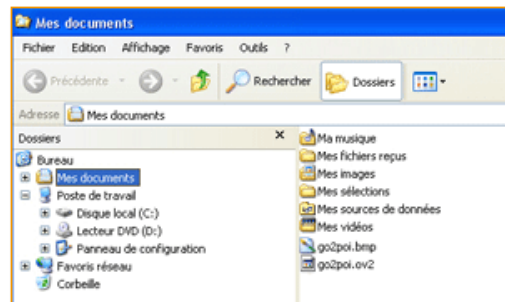 Mes documents
Fichier Edition Affichage Favoris Outils ?
Précédente Rechercher Dossiers
Adresse Mes documents
Dossiers
Bureau
Mes documents
Poste de travail
Disque local (C:)
Lecteur DVD (D:)
Panneau de configuration
Favoris réseau
Corbeille
Ma musique
Mes fichiers reçus
Mes images
Mes sélections
Mes sources de données
Mes vidéos
go2poi.bmp
go2poi.ov2